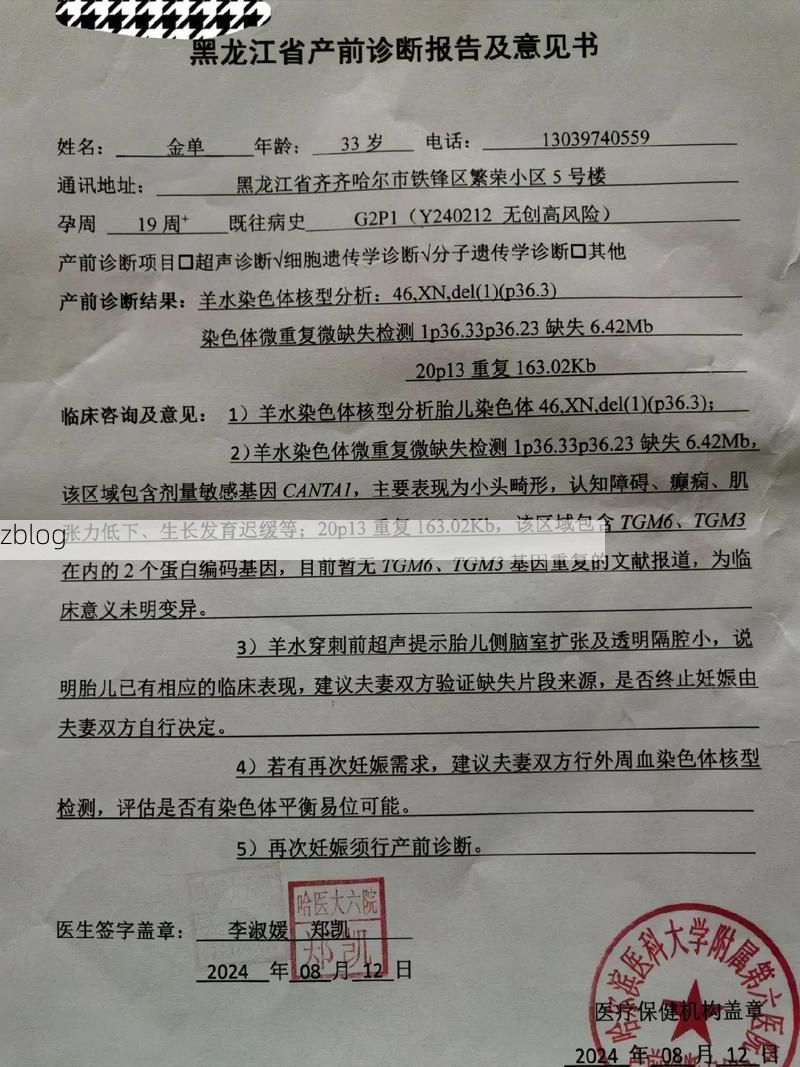 黑龙江省产前诊断报告及意见书
姓名： 金单 年龄： 33 岁 电话： 13039740559
通讯地址： 黑龙江省齐齐哈尔市铁锋区繁荣小区 5 号楼
孕周 19 周+ 既往病史 G2P1（Y240212 无创高风险）
产前诊断项目□超声诊断√细胞遗传学诊断√分子遗传学诊断□其他
产前诊断结果：羊水染色体核型分析：46,XN,del(1)(p36.3)
染色体微重复微缺失检测 1p36.33p36.23 缺失 6.42Mb
20p13 重复 163.02Kb
临床咨询及意见： 1）羊水染色体核型分析胎儿染色体 46,XN,del(1)(p36.3)；
2)羊水染色体微重复微缺失检测 1p36.33p36.23 缺失 6.42Mb，
该区域包含剂量敏感基因 CANTA1，主要表现为小头畸形，认知障碍、癫痫、肌
张力低下、生长发育迟缓等；20p13 重复 163.02Kb，该区域包含 TGM6、TGM3
zblog
在内的 2 个蛋白编码基因，目前暂无 TGM6、TGM3 基因重复的文献报道，为临
床意义未明变异。
3）羊水穿刺前超声提示胎儿侧脑室扩张及透明隔腔小，说
明胎儿已有相应的临床表现，建议夫妻双方验证缺失片段来源，是否终止妊娠由
夫妻双方自行决定。
4）若有再次妊娠需求，建议夫妻双方行外周血染色体核型
检测，评估是否有染色体平衡易位可能。
5）再次妊娠须行产前诊断。
哈医大六院
郑凯
医生签字盖章： 李淑媛 郑凯
2024 年 08 月 12 日
哈尔滨医科大学附属第六医院
医疗保健机构盖章
2024 年 08 月 12 日